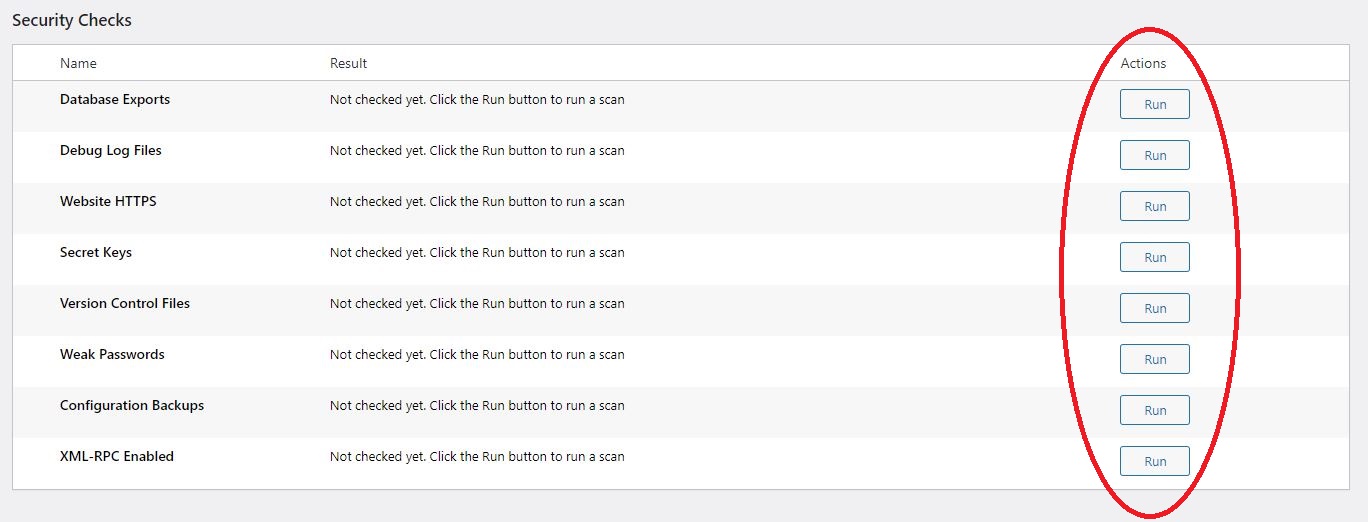 Security Checks
Name Result Actions
Database Exports Not checked yet. Click the Run button to run a scan Run
Debug Log Files Not checked yet. Click the Run button to run a scan Run
Website HTTPS Not checked yet. Click the Run button to run a scan Run
Secret Keys Not checked yet. Click the Run button to run a scan Run
Version Control Files Not checked yet. Click the Run button to run a scan Run
Weak Passwords Not checked yet. Click the Run button to run a scan Run
Configuration Backups Not checked yet. Click the Run button to run a scan Run
XML-RPC Enabled Not checked yet. Click the Run button to run a scan Run